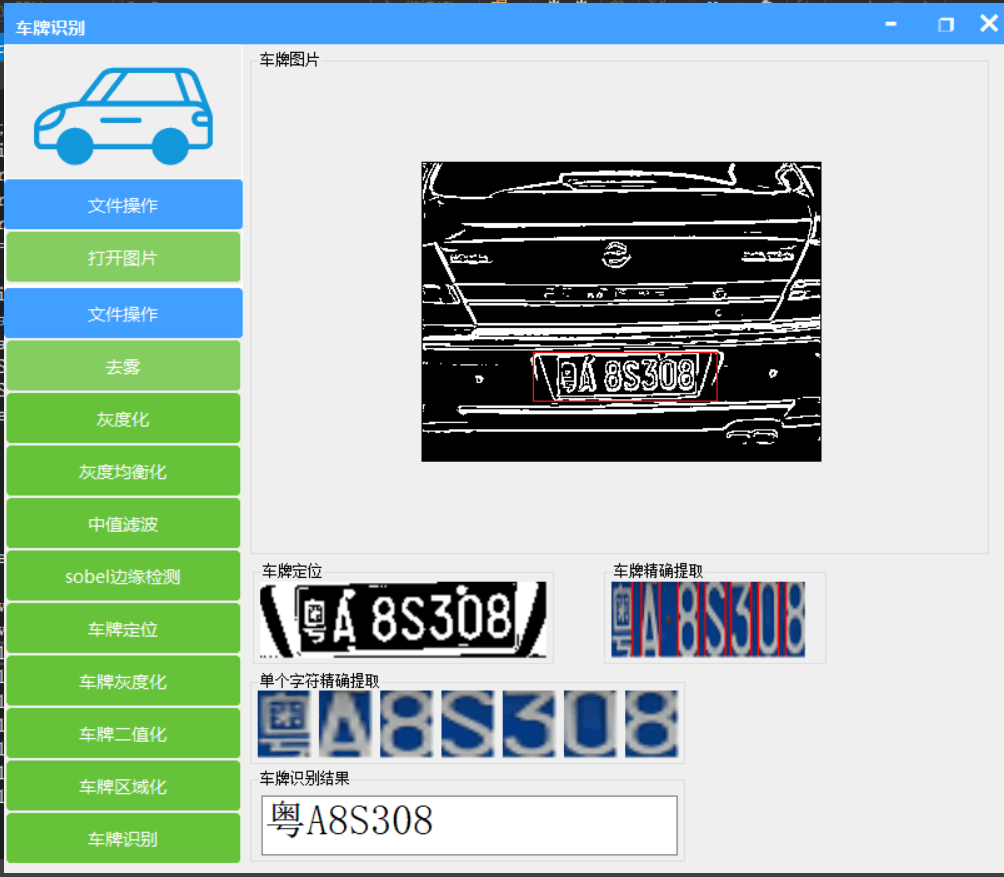 车牌识别
文件操作
打开图片
文件操作
去雾
灰度化
灰度均衡化
中值滤波
sobel边缘检测
车牌定位
车牌灰度化
车牌二值化
车牌区域化
车牌识别
车牌图片
粤A 8S308
车牌定位
粤A 8S308
车牌精确提取
粤A·8S308
单个字符精确提取
粤A8S308
车牌识别结果
粤A8S308